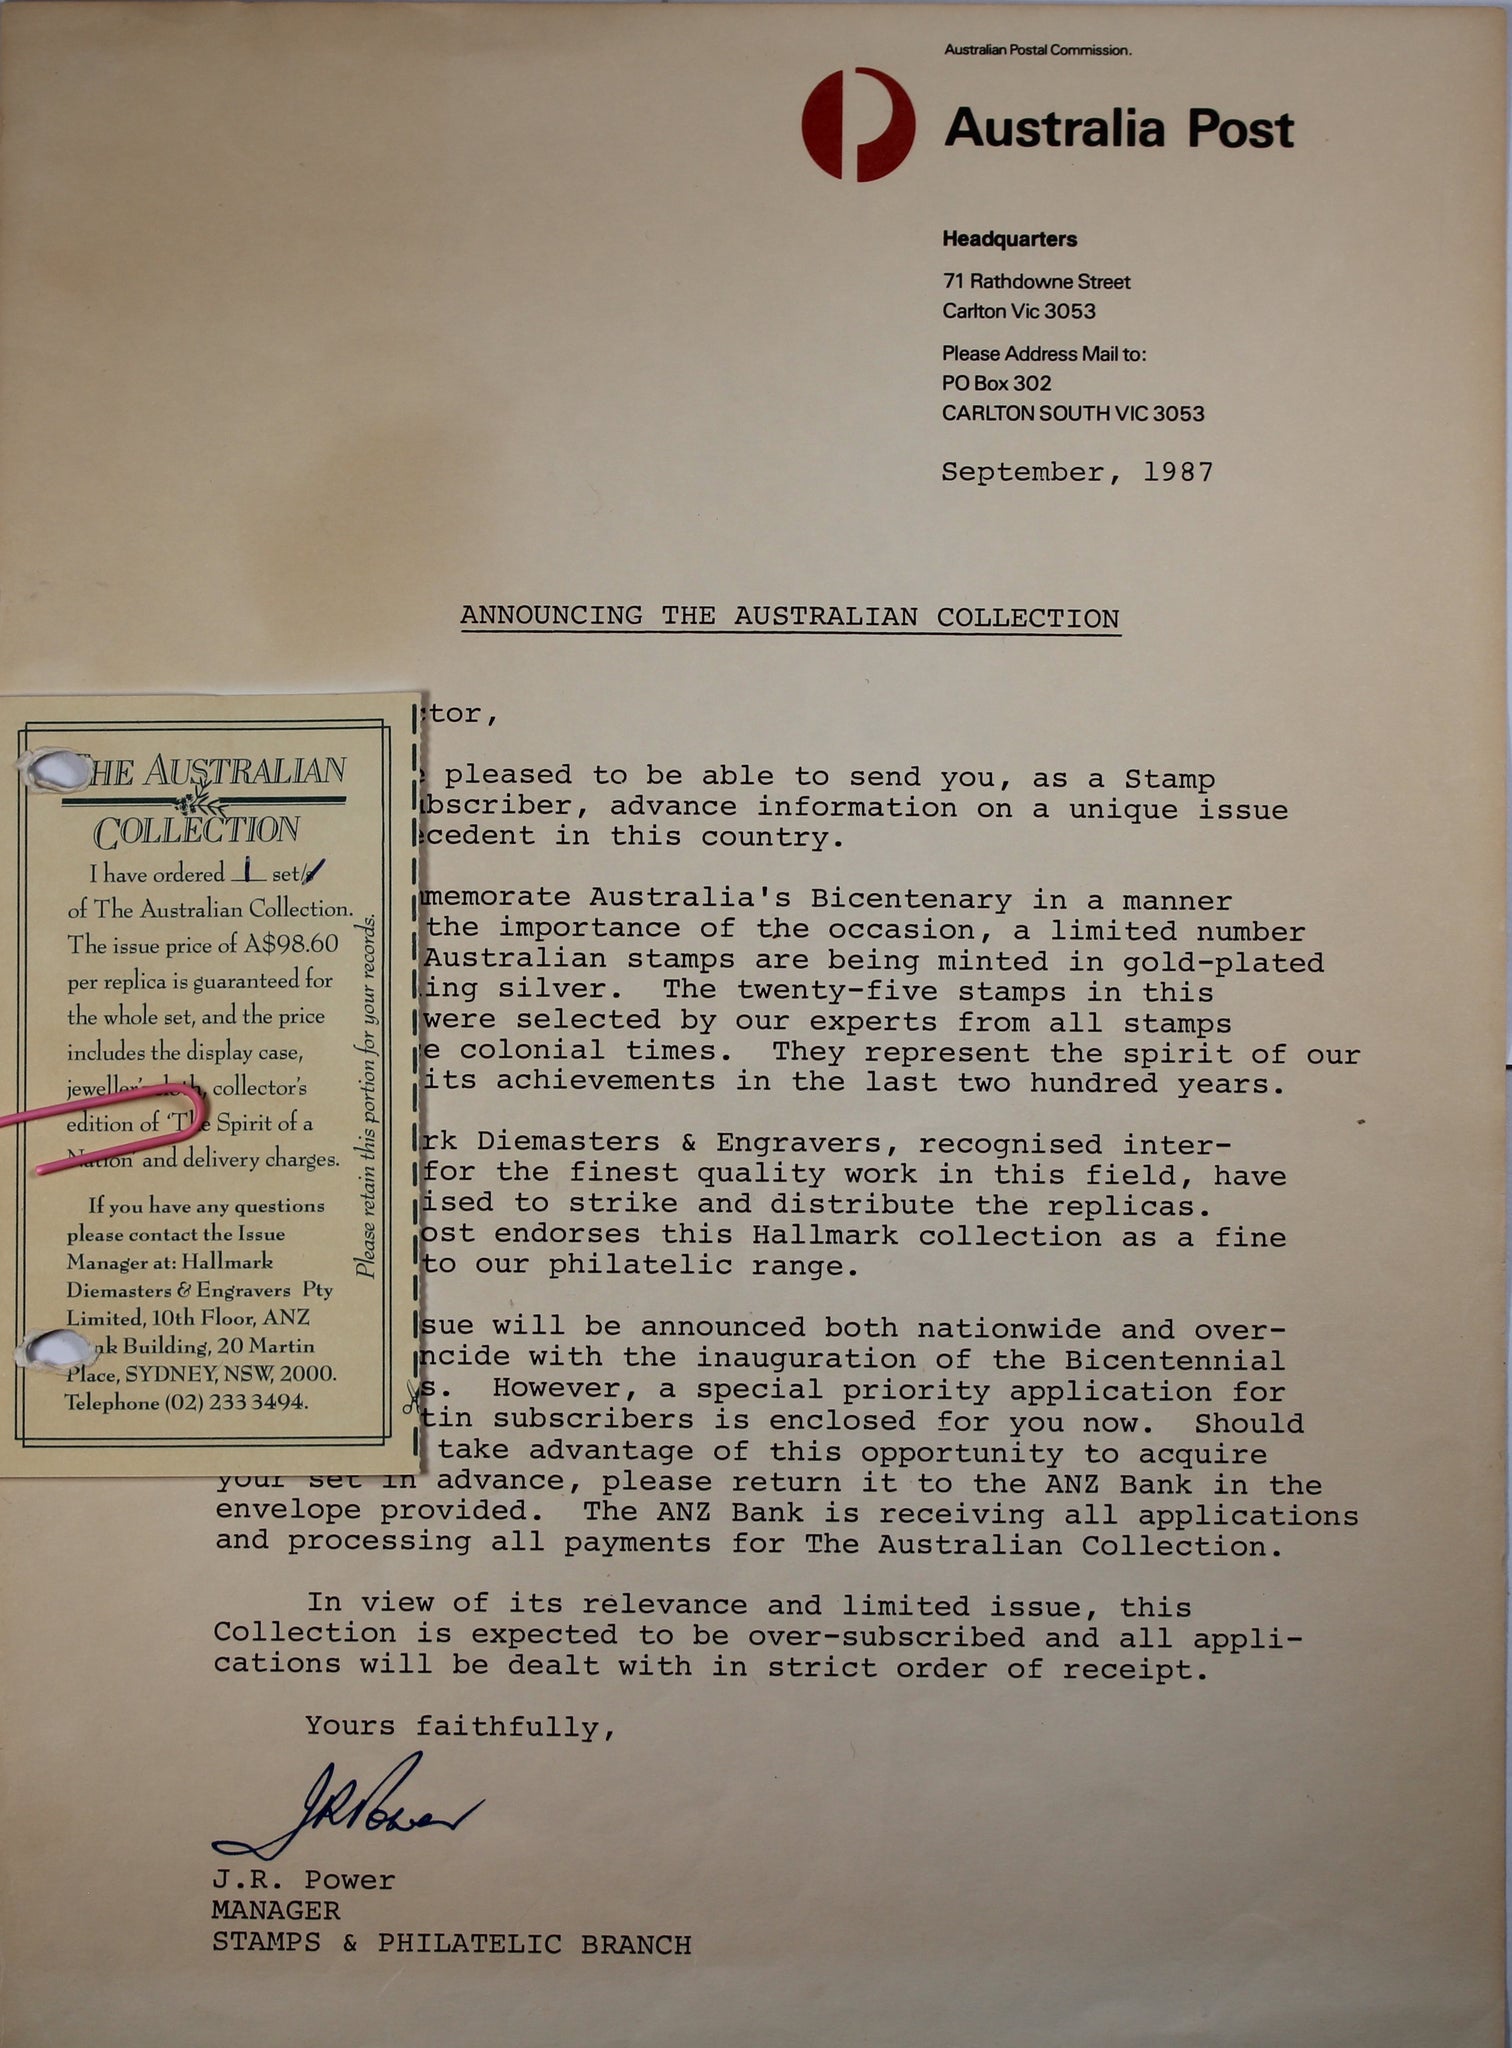 Australian Postal Commission.
Australia Post
Headquarters
71 Rathdowne Street
Carlton Vic 3053
Please Address Mail to:
PO Box 302
CARLTON SOUTH VIC 3053
September, 1987
ANNOUNCING THE AUSTRALIAN COLLECTION
tor,
pleased to be able to send you, as a Stamp
bscriber, advance information on a unique issue
cedent in this country.
memorate Australia's Bicentenary in a manner
the importance of the occasion, a limited number
Australian stamps are being minted in gold-plated
ing silver. The twenty-five stamps in this
were selected by our experts from all stamps
e colonial times. They represent the spirit of our
its achievements in the last two hundred years.
rk Diemasters & Engravers, recognised inter-
for the finest quality work in this field, have
ised to strike and distribute the replicas.
ost endorses this Hallmark collection as a fine
to our philatelic range.
sue will be announced both nationwide and over-
ncide with the inauguration of the Bicentennial
s. However, a special priority application for
tin subscribers is enclosed for you now. Should
take advantage of this opportunity to acquire
your set in advance, please return it to the ANZ Bank in the
envelope provided. The ANZ Bank is receiving all applications
and processing all payments for The Australian Collection.
In view of its relevance and limited issue, this
Collection is expected to be over-subscribed and all appli-
cations will be dealt with in strict order of receipt.
Yours faithfully,
JRPower
J.R. Power
MANAGER
STAMPS & PHILATELIC BRANCH
THE AUSTRALIAN
COLLECTION
I have ordered 1 set/s
of The Australian Collection.
The issue price of A$98.60
per replica is guaranteed for
the whole set, and the price
includes the display case,
jeweller's cloth, collector's
edition of 'The Spirit of a
Nation' and delivery charges.
If you have any questions
please contact the Issue
Manager at: Hallmark
Diemasters & Engravers Pty
Limited, 10th Floor, ANZ
nk Building, 20 Martin
Place, SYDNEY, NSW, 2000.
Telephone (02) 233 3494.
Please retain this portion for your records.